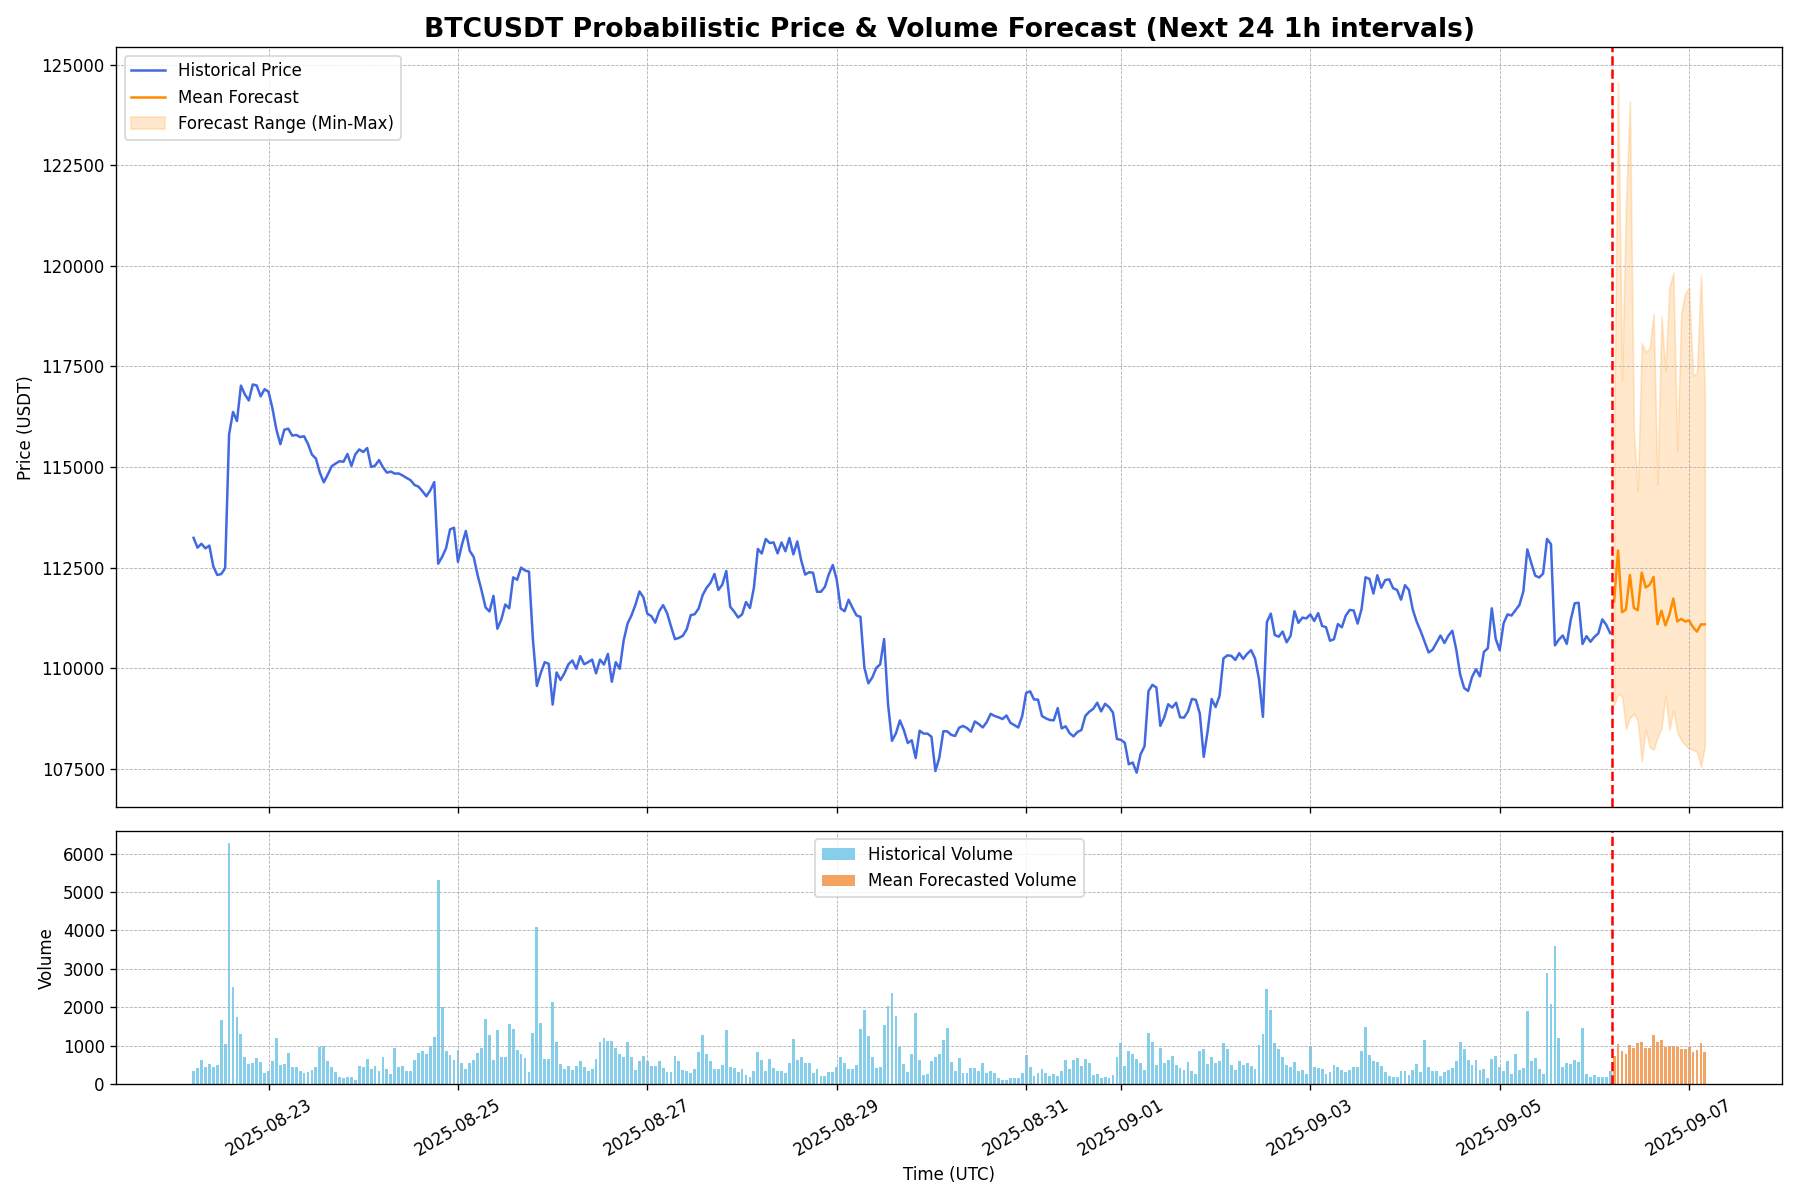 BTCUSDT Probabilistic Price & Volume Forecast (Next 24 1h intervals)
Historical Price
Mean Forecast
Forecast Range (Min-Max)
Price (USDT)
125000
122500
120000
117500
115000
112500
110000
107500
Historical Volume
Mean Forecasted Volume
Volume
6000
5000
4000
3000
2000
1000
0
2025-08-23
2025-08-25
2025-08-27
2025-08-29
2025-08-31
2025-09-01
2025-09-03
2025-09-05
2025-09-07
Time (UTC)